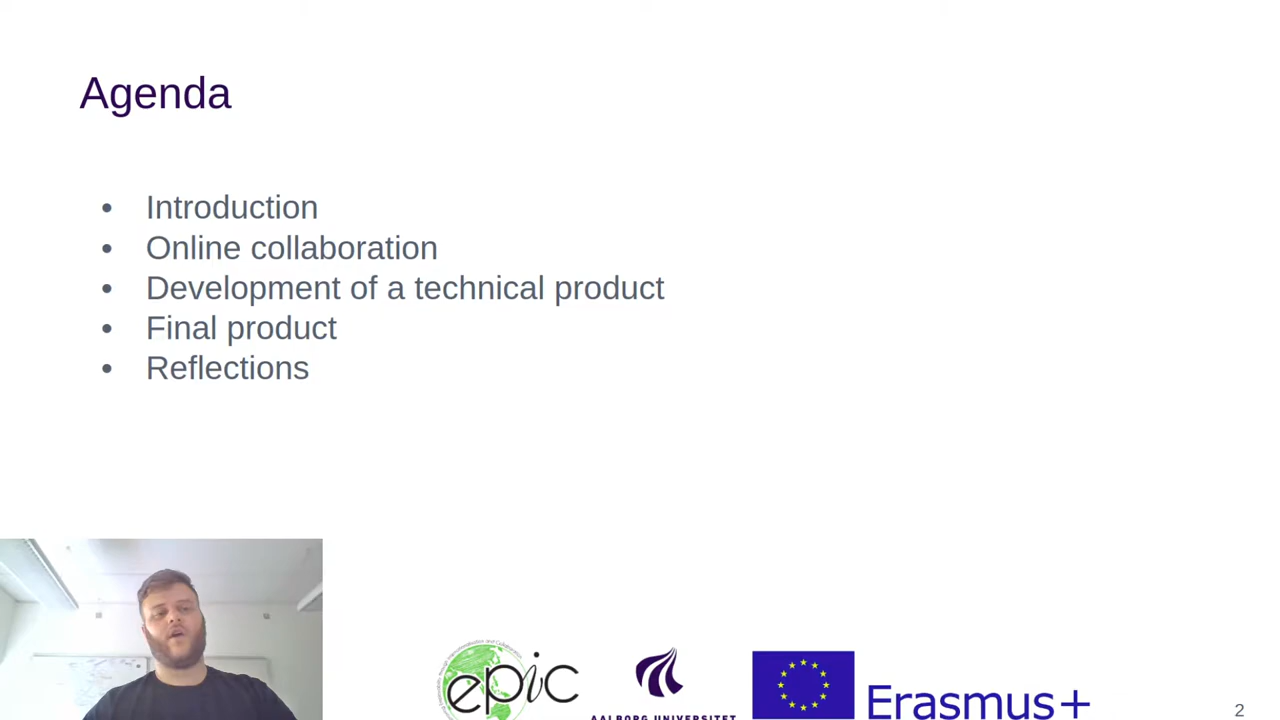 Agenda
• Introduction
• Online collaboration
• Development of a technical product
• Final product
• Reflections
epic
AALBORG UNIVERSITET
Erasmus+
2